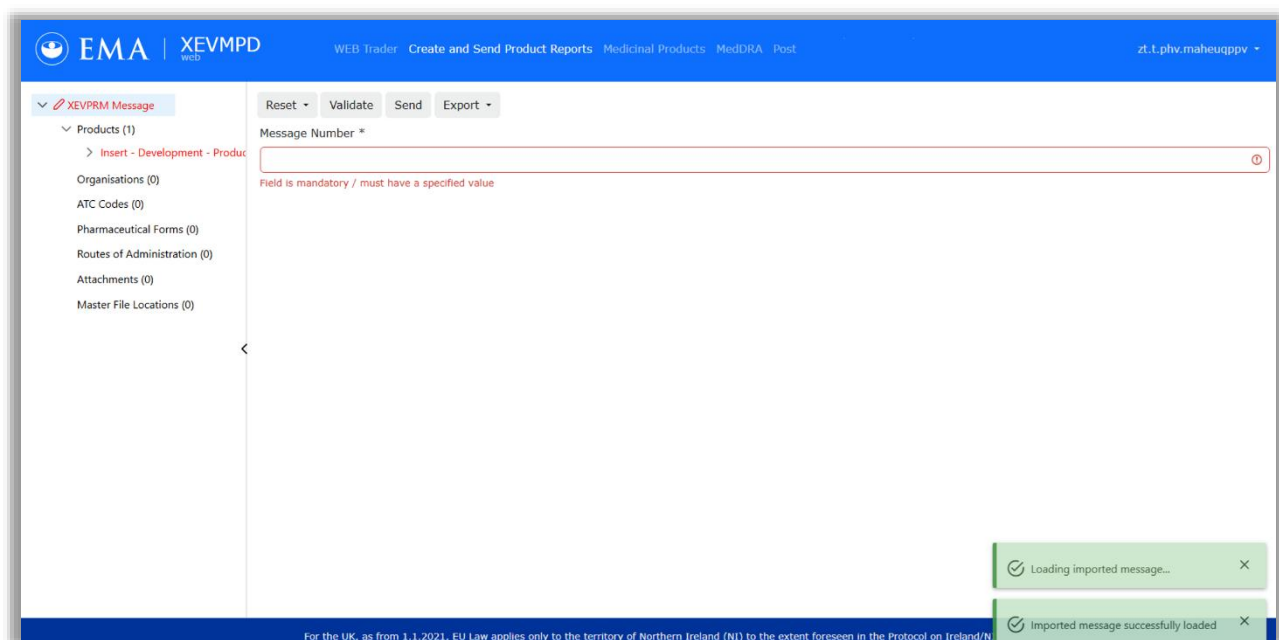 EMA | XEVMPD
web
WEB Trader Create and Send Product Reports Medicinal Products MedDRA Post
zt.t.phv.maheuqppv
XEVPRM Message
Products (1)
Insert - Development - Produc
Organisations (0)
ATC Codes (0)
Pharmaceutical Forms (0)
Routes of Administration (0)
Attachments (0)
Master File Locations (0)
Reset Validate Send Export
Message Number *
Field is mandatory / must have a specified value
Loading imported message...
Imported message successfully loaded
For the UK, as from 1.1.2021, EU Law applies only to the territory of Northern Ireland (NI) to the extent foreseen in the Protocol on Ireland/N